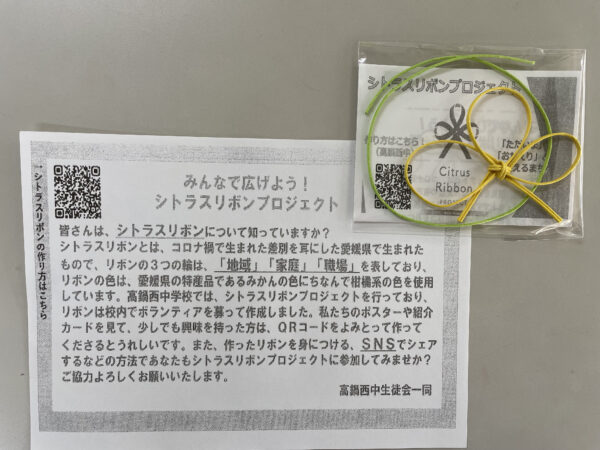 みんなで広げよう！
シトラスリボンプロジェクト
皆さんは、シトラスリボンについて知っていますか？
シトラスリボンとは、コロナ禍で生まれた差別を耳にした愛媛県で生まれた
もので、リボンの３つの輪は、「地域」「家庭」「職場」を表しており、
リボンの色は、愛媛県の特産品であるみかんの色にちなんで柑橘系の色を使用
しています。高鍋西中学校では、シトラスリボンプロジェクトを行っており、
リボンは校内でボランティアを募って作成しました。私たちのポスターや紹介
カードを見て、少しでも興味を持った方は、ＱＲコードをよみとって作って
くださるとうれしいです。また、作ったリボンを身につける、ＳＮＳでシェア
するなどの方法であなたもシトラスリボンプロジェクトに参加してみませか？
ご協力よろしくお願いいたします。
高鍋西中生徒会一同
シトラスリボンの作り方はこちら
シトラスリボンプロジェクト
作り方はこちら！
（高鍋西中
Citrus
Ribbon
「ただいま」